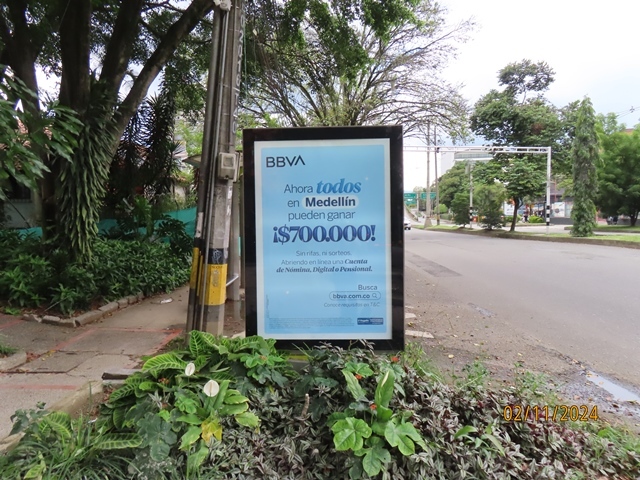 BBVA
Ahora todos
en Medellín
pueden ganar
¡$700.000!
Sin rifas, ni sorteos.
Abriendo en línea una Cuenta
de Nómina, Digital o Pensional.
Busca
bbva.com.co
02/11/2024